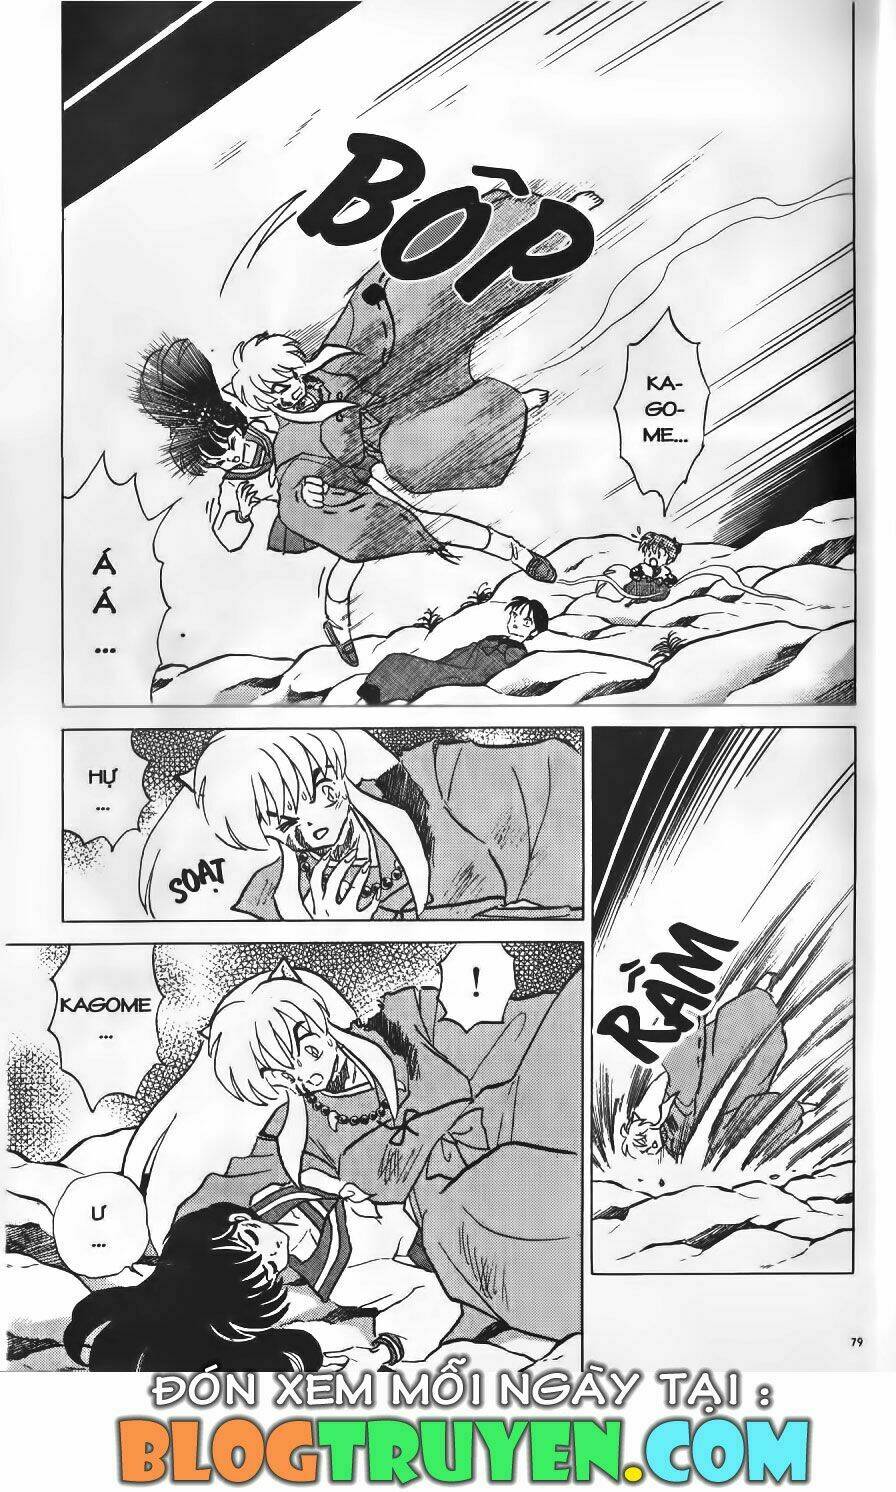 BỐP
KA-
GO-
ME...
Á
Á
...
RẦM
HỰ
...
SOẠT
!
KAGOME
...
Ư
...
79
ĐÓN XEM MỖI NGÀY TẠI :
BLOGTRUYEN.COM